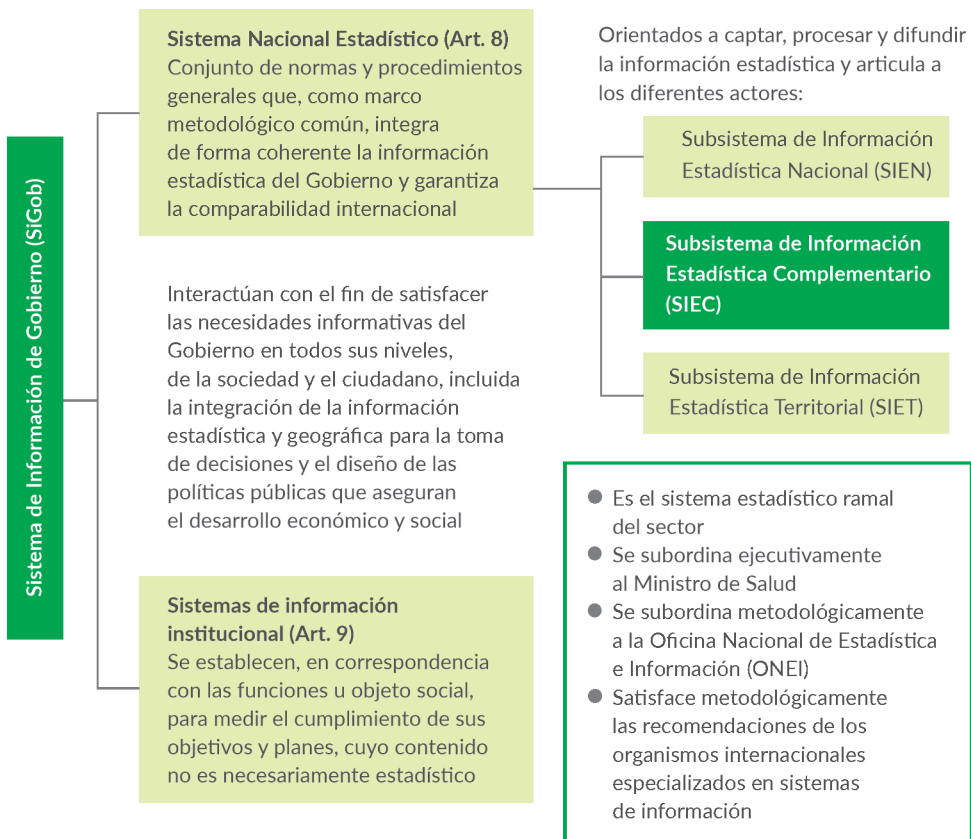 Sistema de Información de Gobierno (SiGob)
Sistema Nacional Estadístico (Art. 8)
Conjunto de normas y procedimientos
generales que, como marco
metodológico común, integra
de forma coherente la información
estadística del Gobierno y garantiza
la comparabilidad internacional
Interactúan con el fin de satisfacer
las necesidades informativas del
Gobierno en todos sus niveles,
de la sociedad y el ciudadano, incluida
la integración de la información
estadística y geográfica para la toma
de decisiones y el diseño de las
políticas públicas que aseguran
el desarrollo económico y social
Sistemas de información
institucional (Art. 9)
Se establecen, en correspondencia
con las funciones u objeto social,
para medir el cumplimiento de sus
objetivos y planes, cuyo contenido
no es necesariamente estadístico
Orientados a captar, procesar y difundir
la información estadística y articula a
los diferentes actores:
Subsistema de Información
Estadística Nacional (SIEN)
Subsistema de Información
Estadística Complementario
(SIEC)
Subsistema de Información
Estadística Territorial (SIET)
● Es el sistema estadístico ramal
del sector
● Se subordina ejecutivamente
al Ministro de Salud
● Se subordina metodológicamente
a la Oficina Nacional de Estadística
e Información (ONEI)
● Satisface metodológicamente
las recomendaciones de los
organismos internacionales
especializados en sistemas
de información